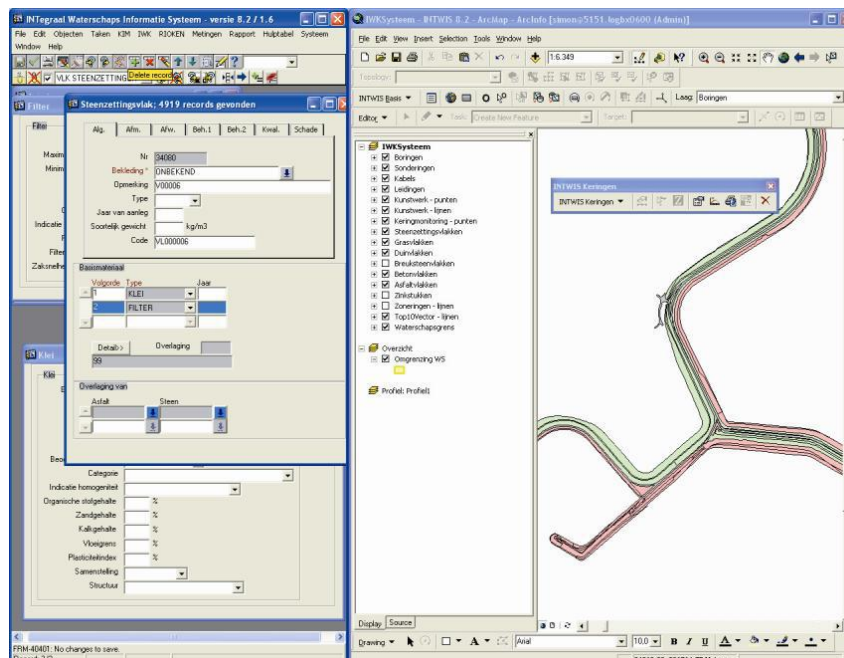 INTegraal Waterschaps Informatie Systeem - versie 8.2 / 1.6
File Edit Objecten Taken KIM IWK RIOKEN Metingen Rapport Hulptabel Systeem
Window Help
VLK STEENZETTING
Delete record
Filter
Filter
Steenzettingsvlak; 4919 records gevonden
Alg. Afm. Afw. Beh.1 Beh.2 Kwal. Schade
Nr 34080
Bekleding * ONBEKEND
Opmerking V00006
Type
Jaar van aanleg
Soortelijk gewicht kg/m3
Code VL000006
Basismateriaal
Volgorde Type Jaar
1 KLEI
2 FILTER
Detail> Overlaging
99
Overlaging van
Asfalt Steen
Klei
Klei
Categorie
Indicatie homogeniteit
Organische stofgehalte %
Zandgehalte %
Kalkgehalte %
Vloeigrens %
Plasticiteitindex %
Samenstelling
Structuur
FRM-40401: No changes to save.
IWKSysteem - INTWIS 8.2 - ArcMap - ArcInfo
File Edit View Insert Selection Tools Window Help
1:6.349
Topology:
INTWIS Basis Laag: Boringen
Editor Task: Create New Feature Target:
IWKSysteem
Boringen
Sonderingen
Kabels
Leidingen
Kunstwerk - punten
Kunstwerk - lijnen
Keringmonitoring - punten
Steenzettingsvlakken
Grasvlakken
Duinvlakken
Breuksteenvlakken
Betonvlakken
Asfaltvlakken
Zinkstukken
Zoneringen - lijnen
Top10Vector - lijnen
Waterschapsgrens
Overzicht
Omgrenzing WS
Profiel: Profiel1
INTWIS Keringen
INTWIS Keringen
Display Source
Drawing Arial 10,0 B I U A